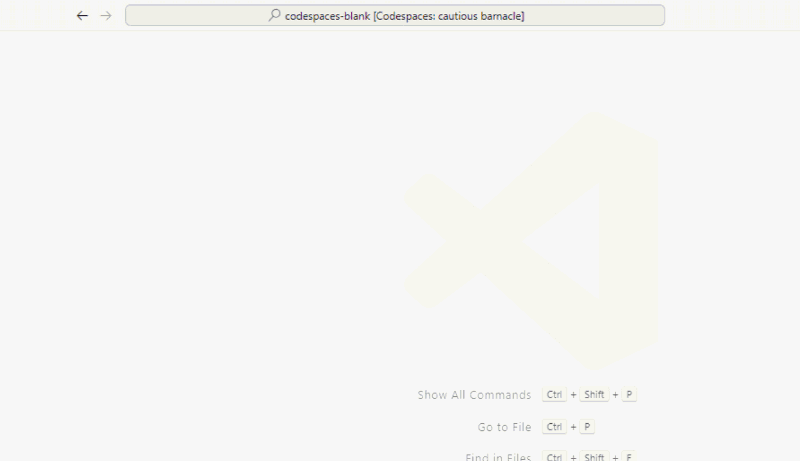 codespaces-blank [Codespaces: cautious barnacle]
Show All Commands Ctrl + Shift + P
Go to File Ctrl + P
Find in Files Ctrl + Shift + F